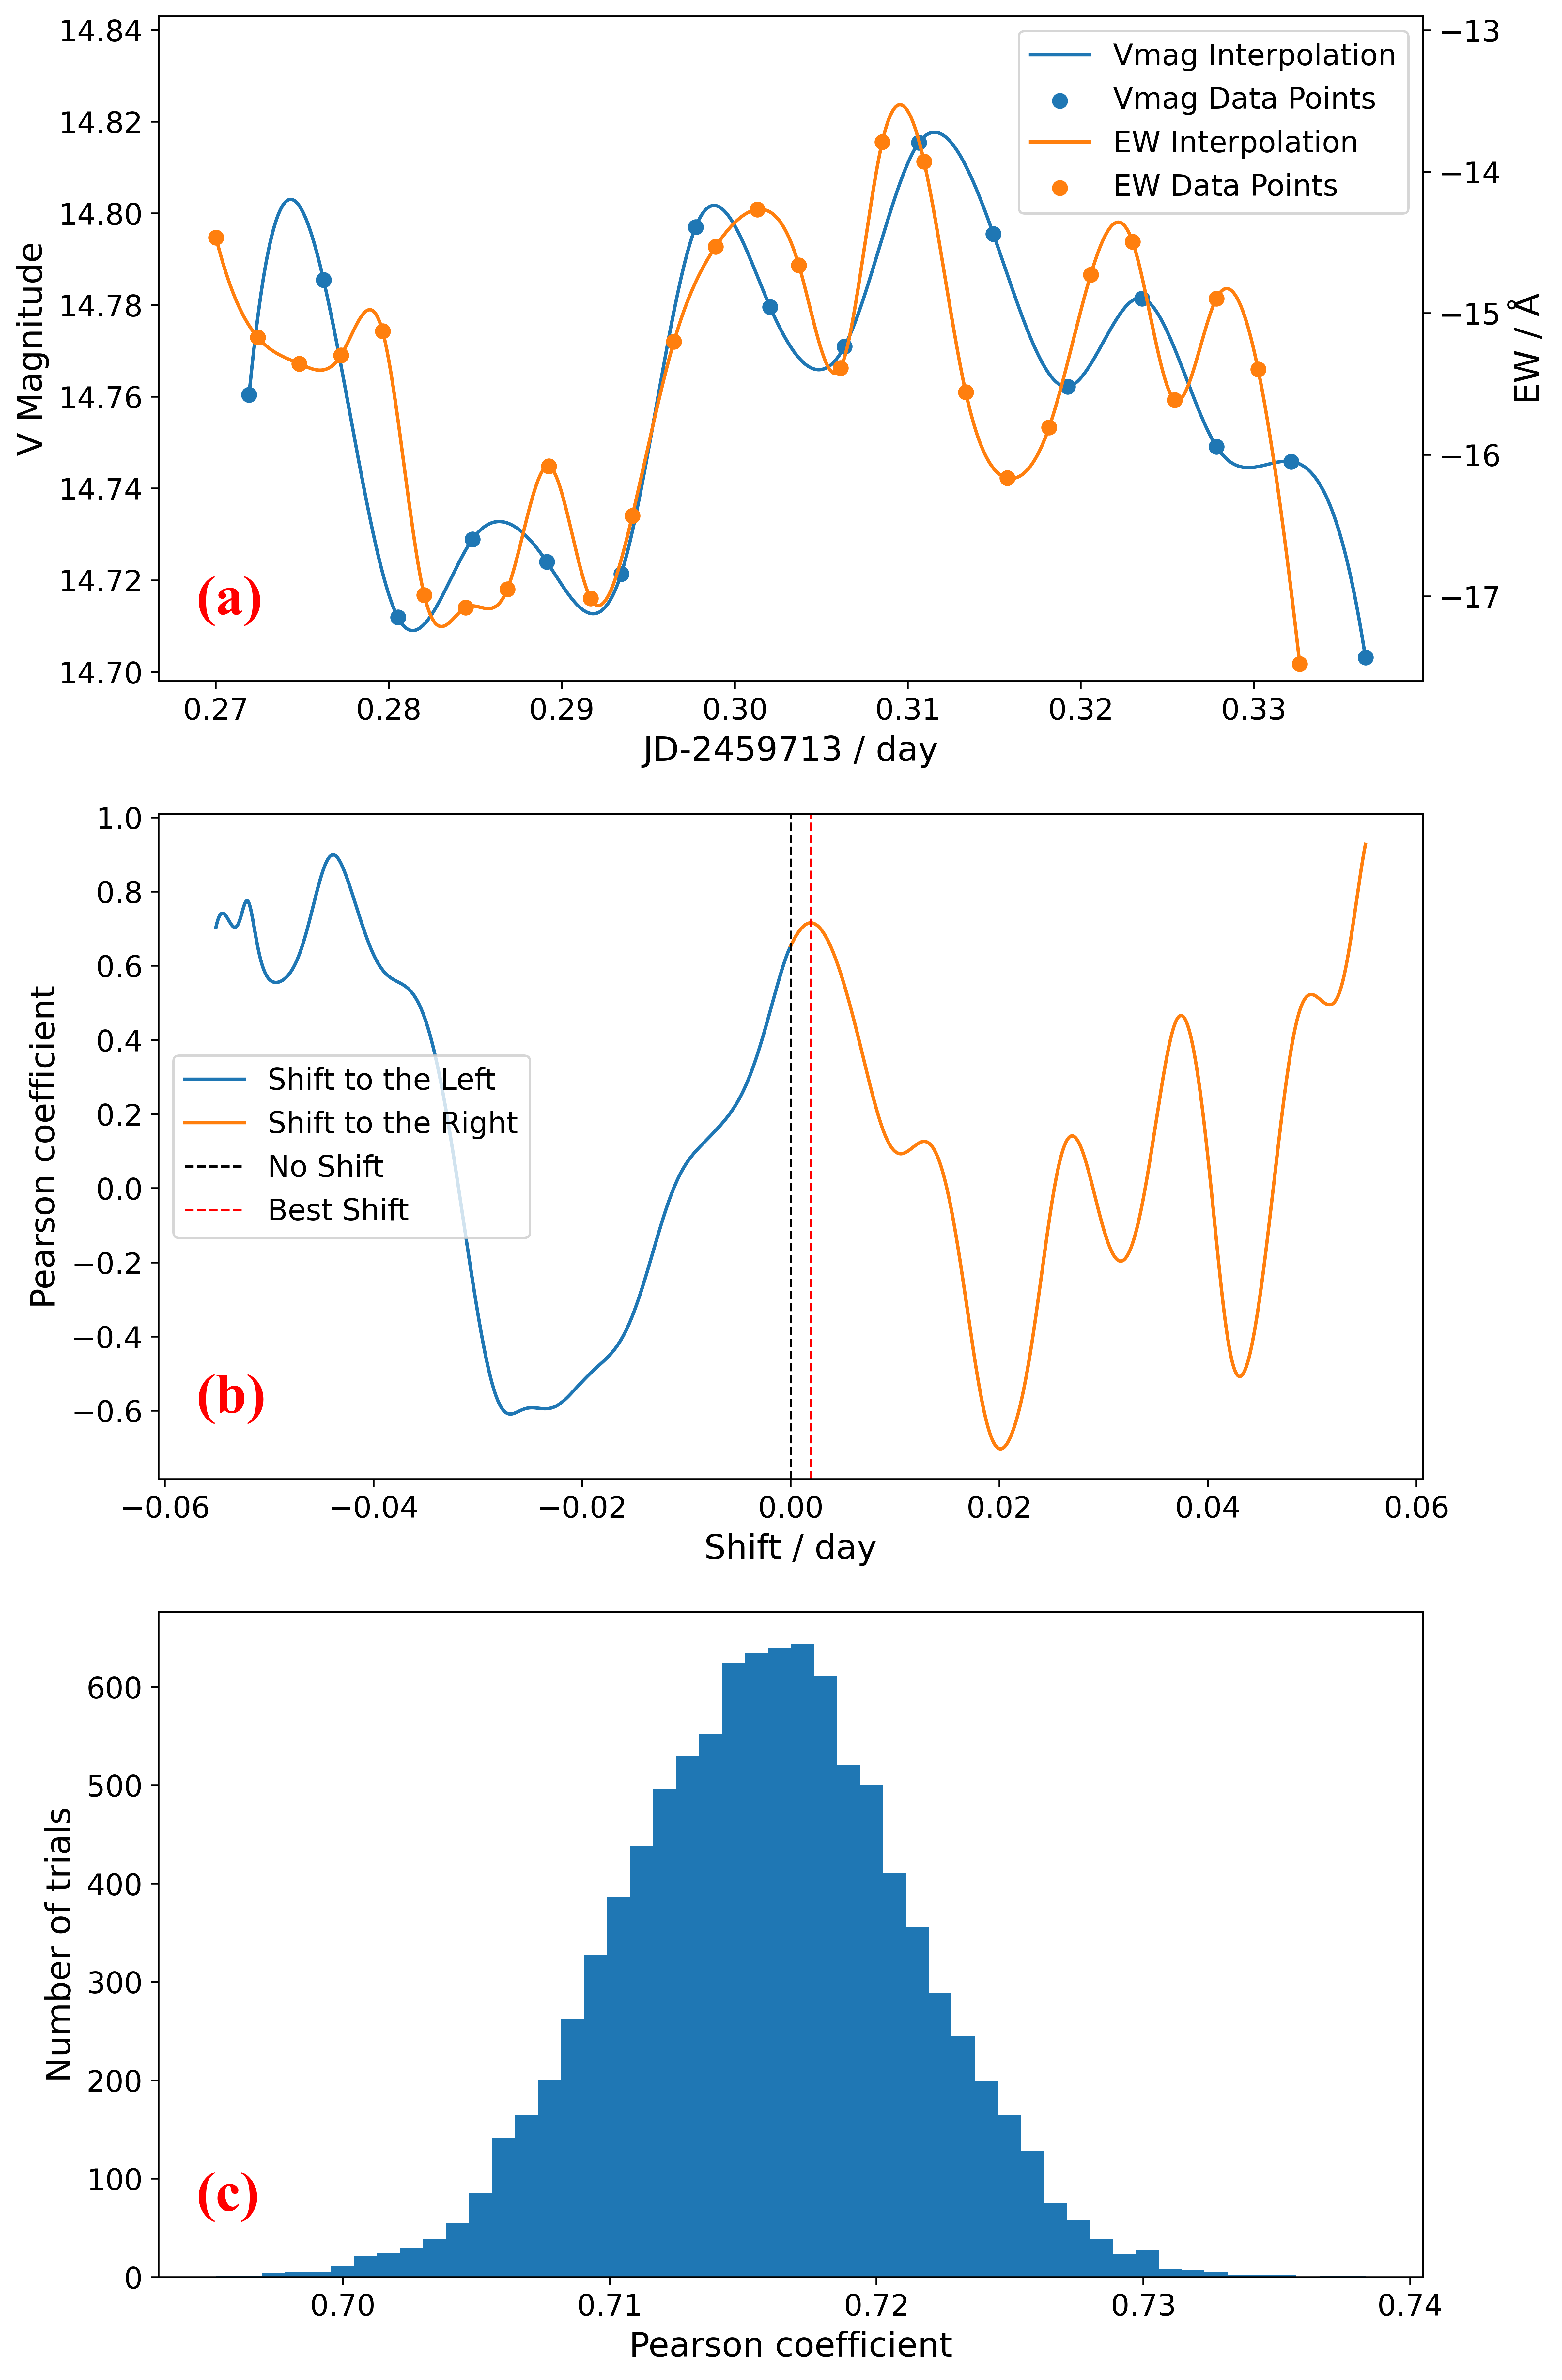 14.84
14.82
14.80
14.78
14.76
14.74
14.72
14.70
V Magnitude
−13
−14
−15
−16
−17
EW / Å
Vmag Interpolation
Vmag Data Points
EW Interpolation
EW Data Points
(a)
0.27 0.28 0.29 0.30 0.31 0.32 0.33
JD-2459713 / day
1.0
0.8
0.6
0.4
0.2
0.0
−0.2
−0.4
−0.6
Pearson coefficient
Shift to the Left
Shift to the Right
No Shift
Best Shift
(b)
−0.06 −0.04 −0.02 0.00 0.02 0.04 0.06
Shift / day
600
500
400
300
200
100
0
Number of trials
(c)
0.70 0.71 0.72 0.73 0.74
Pearson coefficient